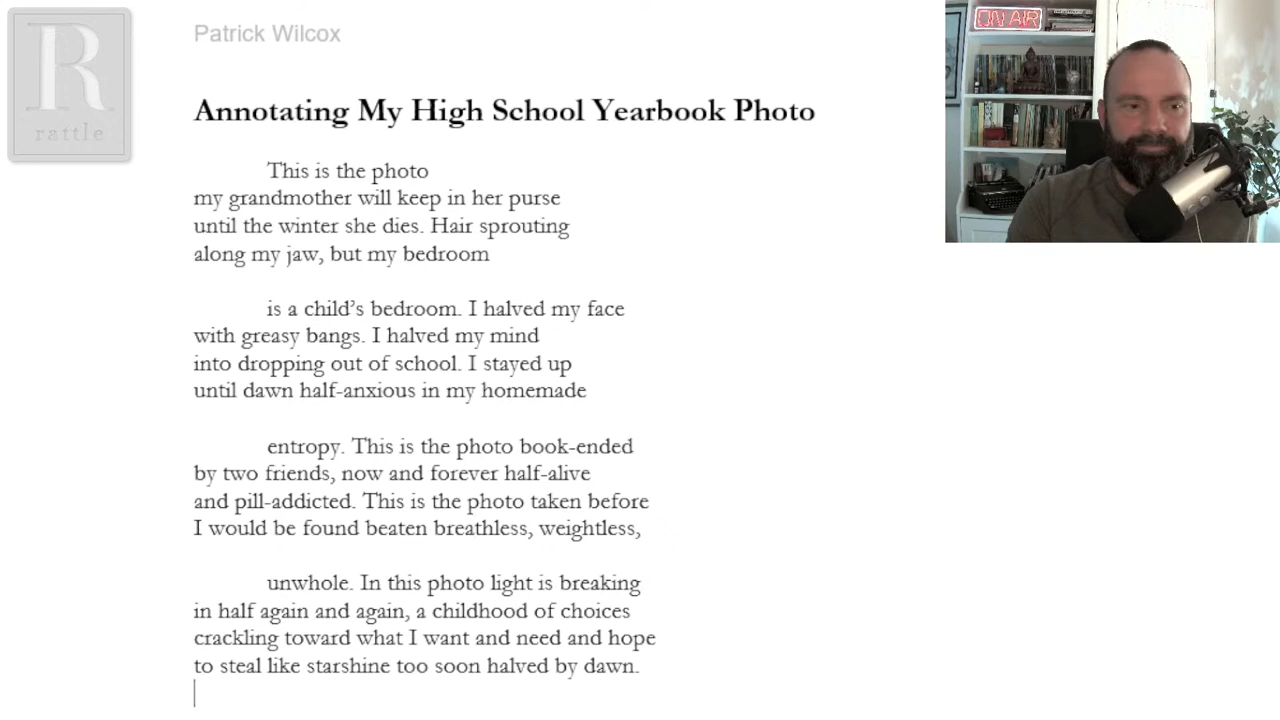 R
rattle
Patrick Wilcox
ON AIR
Annotating My High School Yearbook Photo
This is the photo
my grandmother will keep in her purse
until the winter she dies. Hair sprouting
along my jaw, but my bedroom
is a child’s bedroom. I halved my face
with greasy bangs. I halved my mind
into dropping out of school. I stayed up
until dawn half-anxious in my homemade
entropy. This is the photo book-ended
by two friends, now and forever half-alive
and pill-addicted. This is the photo taken before
I would be found beaten breathless, weightless,
unwhole. In this photo light is breaking
in half again and again, a childhood of choices
crackling toward what I want and need and hope
to steal like starshine too soon halved by dawn.